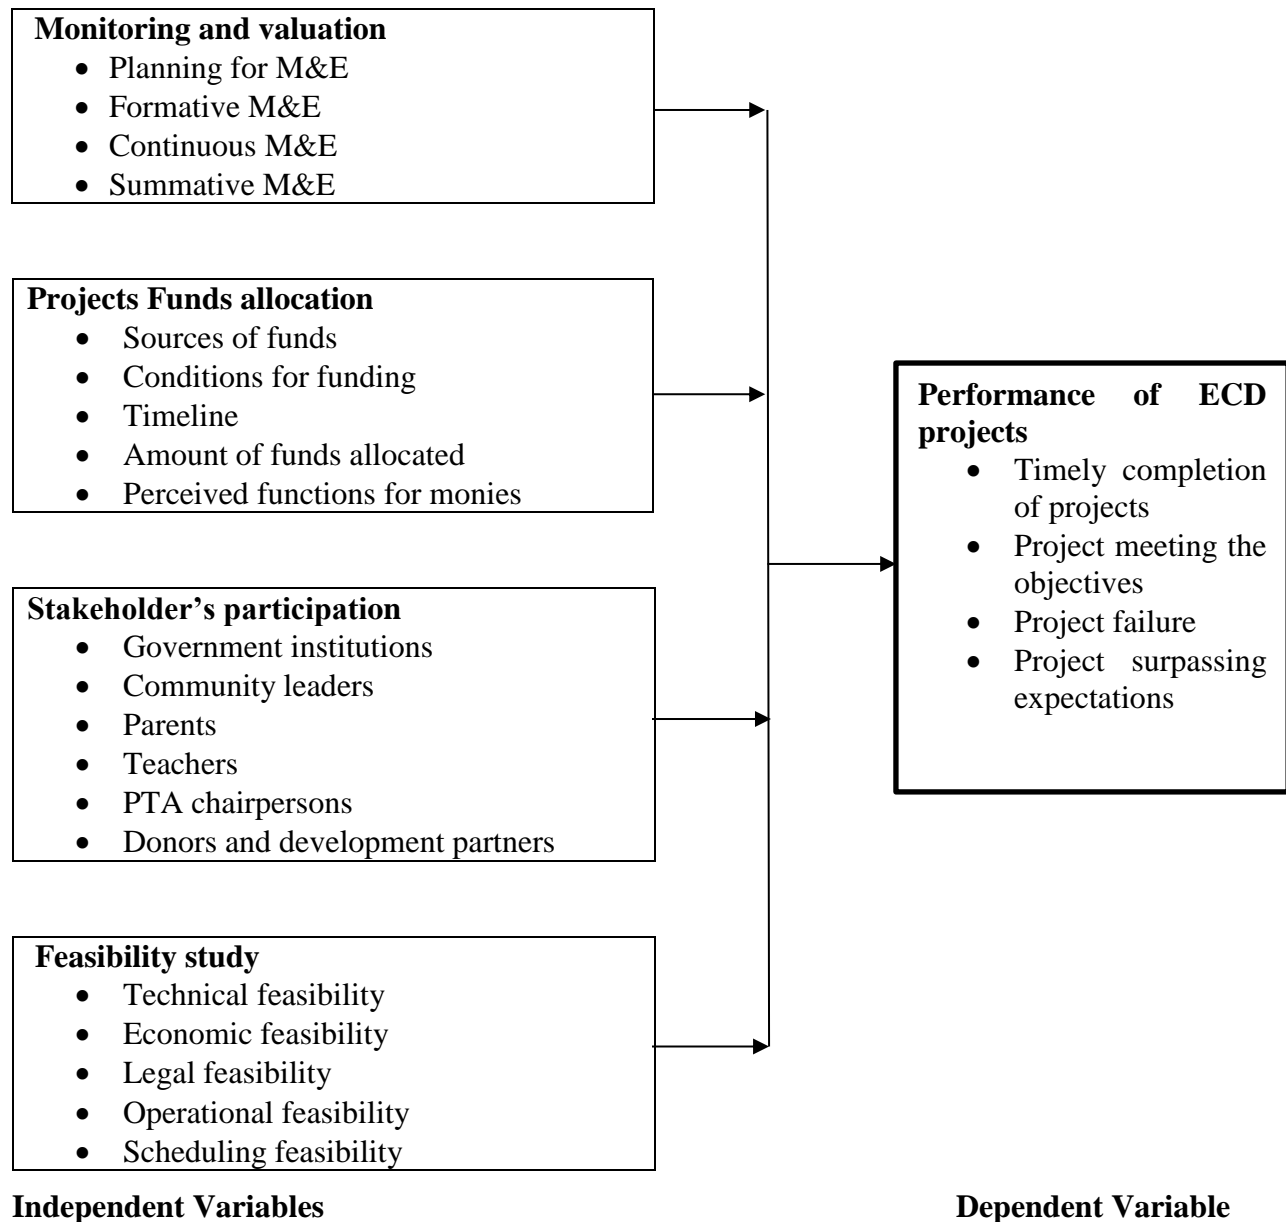 Monitoring and valuation
• Planning for M&E
• Formative M&E
• Continuous M&E
• Summative M&E
Projects Funds allocation
• Sources of funds
• Conditions for funding
• Timeline
• Amount of funds allocated
• Perceived functions for monies
Stakeholder’s participation
• Government institutions
• Community leaders
• Parents
• Teachers
• PTA chairpersons
• Donors and development partners
Feasibility study
• Technical feasibility
• Economic feasibility
• Legal feasibility
• Operational feasibility
• Scheduling feasibility
Independent Variables
Performance of ECD
projects
• Timely completion
of projects
• Project meeting the
objectives
• Project failure
• Project surpassing
expectations
Dependent Variable